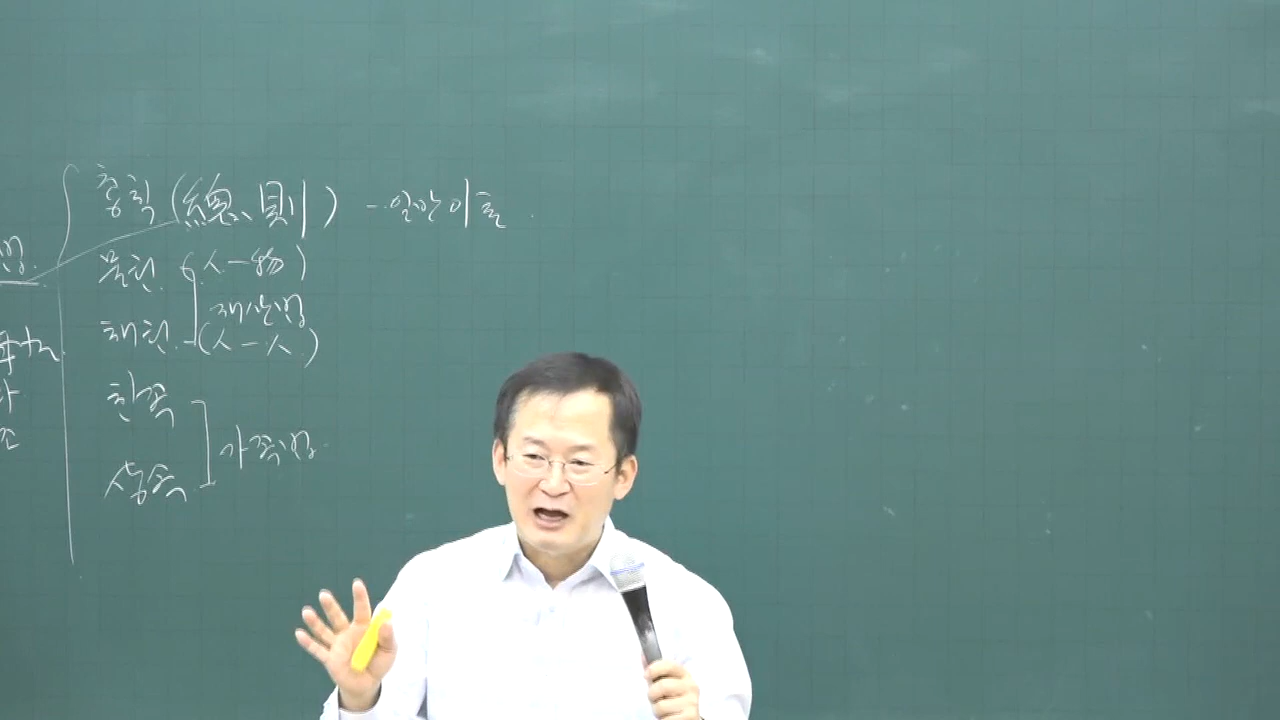 총칙 (總則) - 일반이론.
물권 (人-物)
재산법
채권 - (人-人)
친족
가족법.
상속